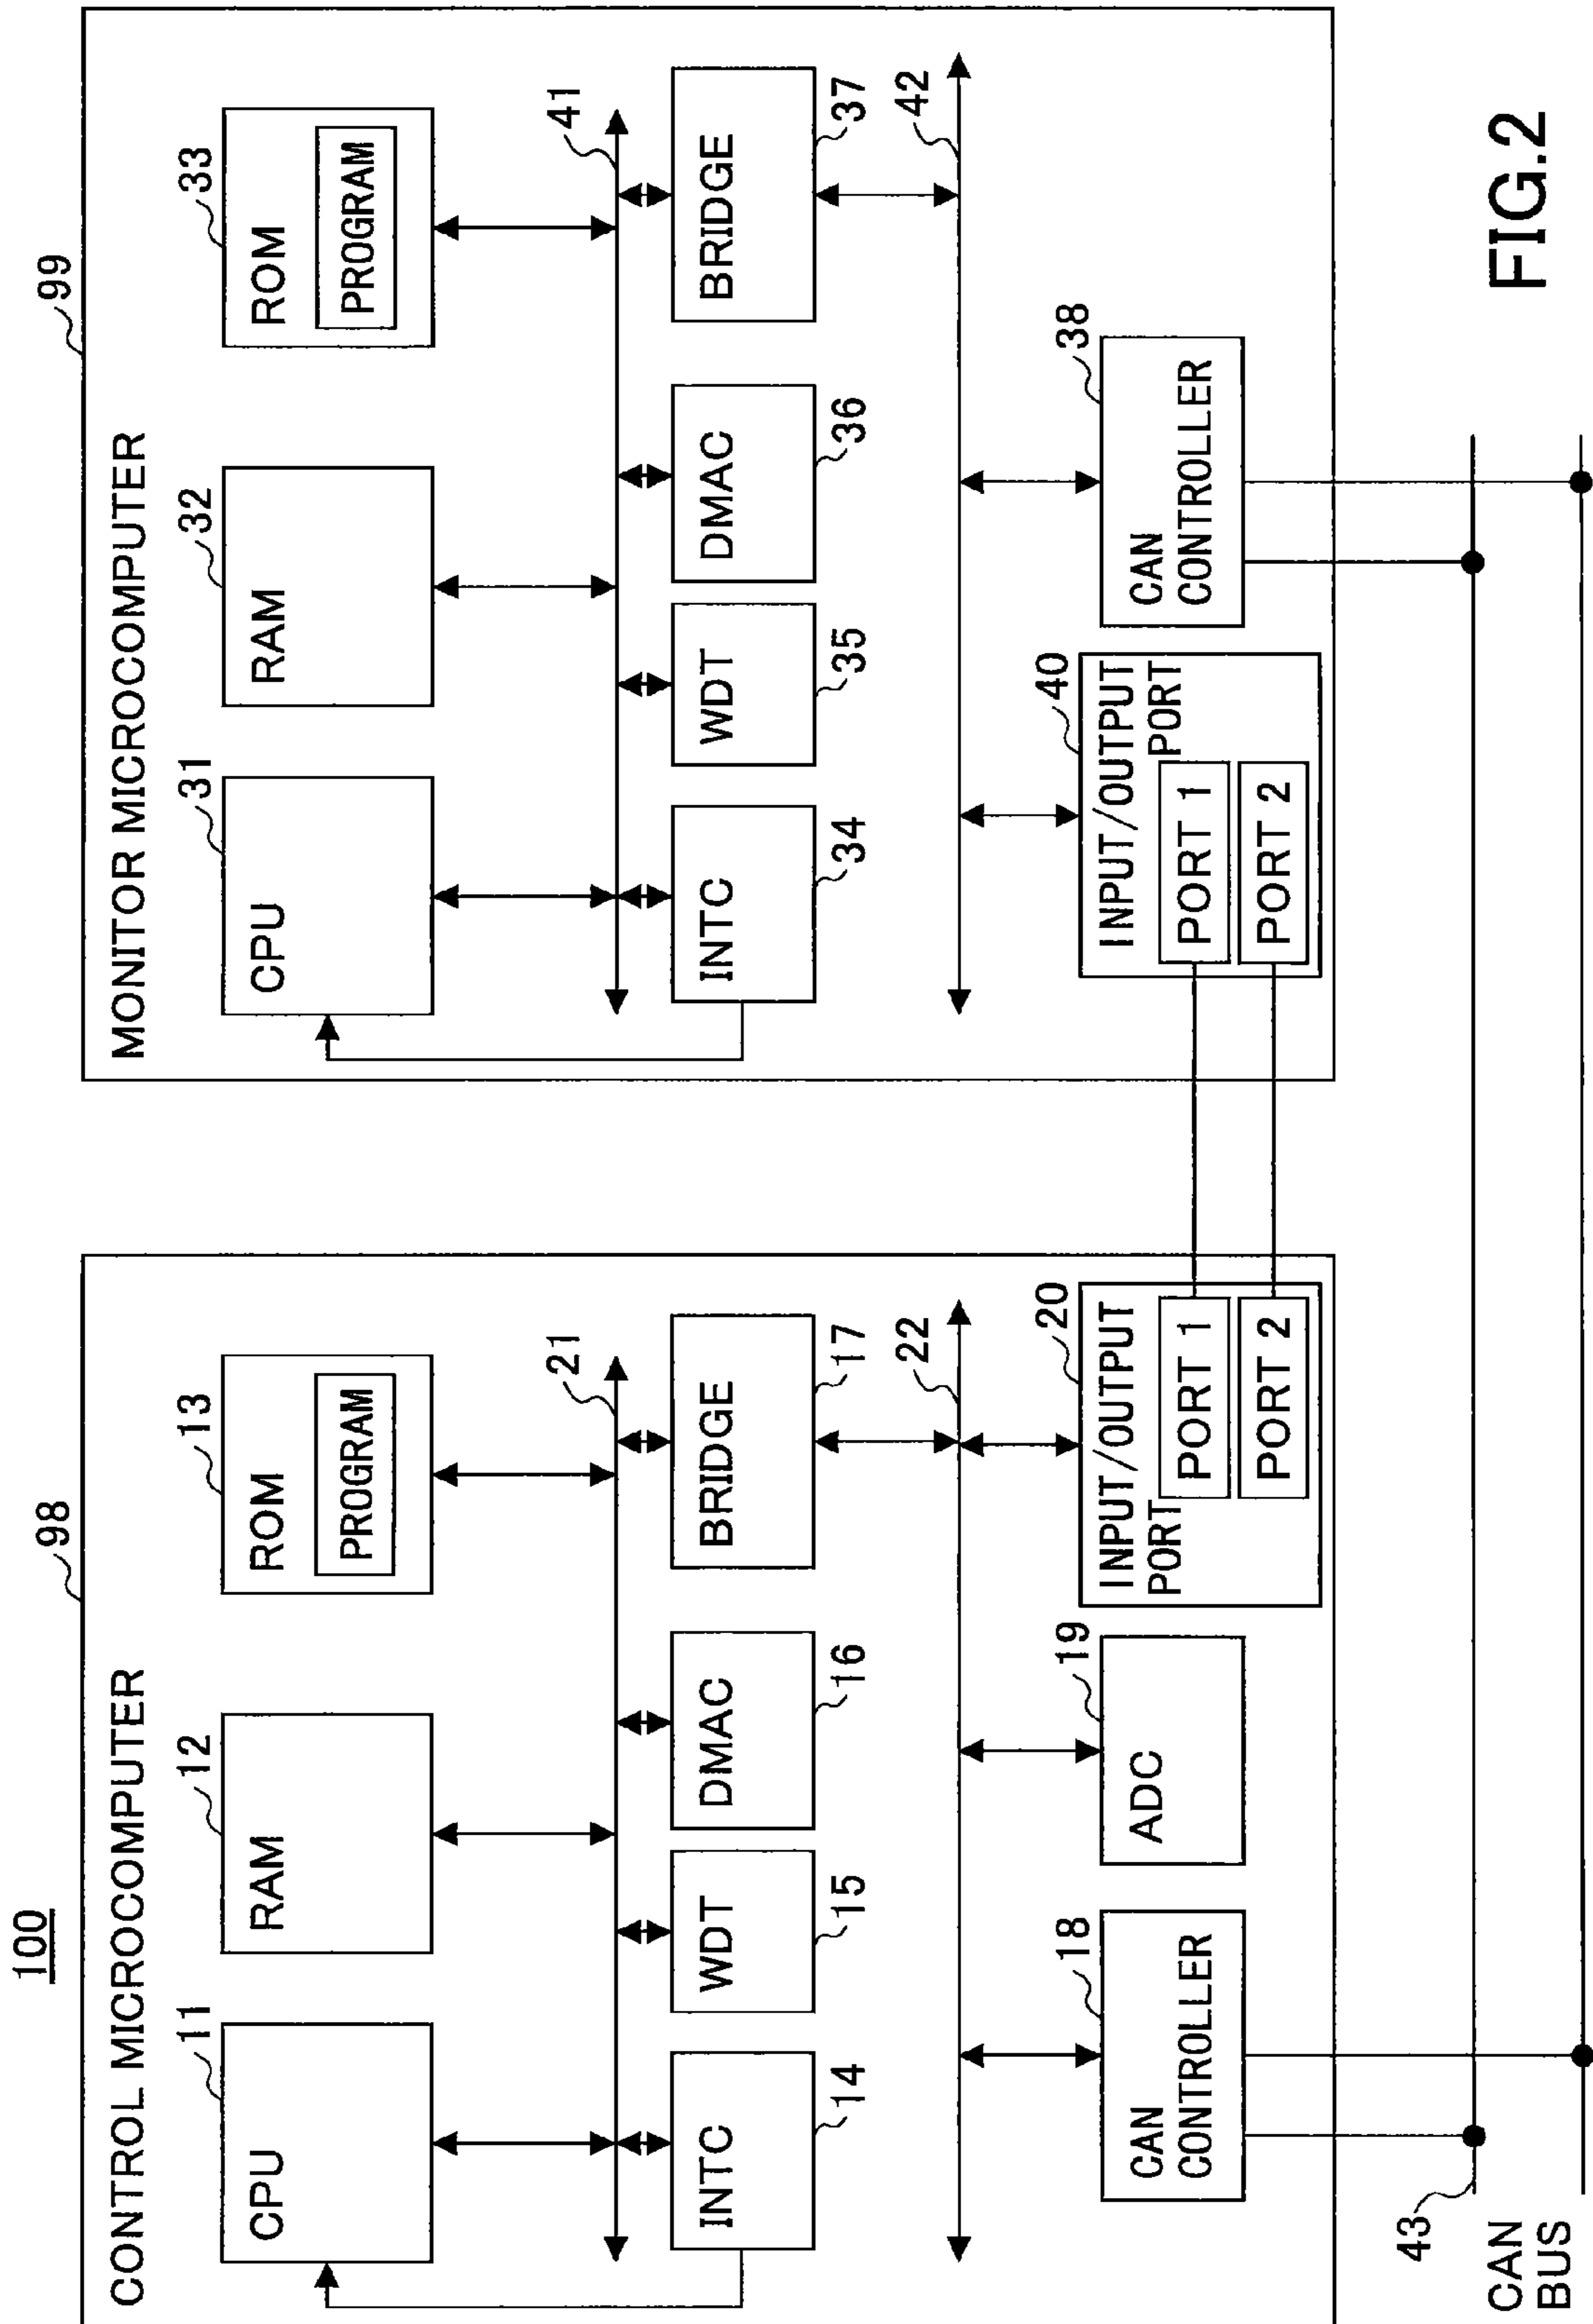 100
98
CONTROL MICROCOMPUTER
11
CPU
12
RAM
13
ROM
PROGRAM
21
INTC
14
WDT
15
DMAC
16
BRIDGE
17
22
18
CAN
CONTROLLER
19
ADC
20
INPUT/OUTPUT
PORT
PORT 1
PORT 2
99
MONITOR MICROCOMPUTER
31
CPU
32
RAM
33
ROM
PROGRAM
41
INTC
34
WDT
35
DMAC
36
BRIDGE
37
42
40
INPUT/OUTPUT
PORT
PORT 1
PORT 2
38
CAN
CONTROLLER
43
CAN
BUS
FIG.2